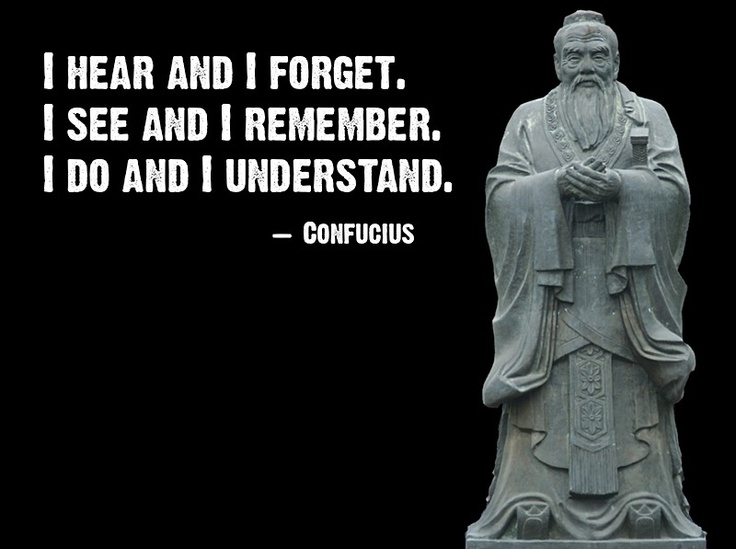 I HEAR AND I FORGET.
I SEE AND I REMEMBER.
I DO AND I UNDERSTAND.
— CONFUCIUS